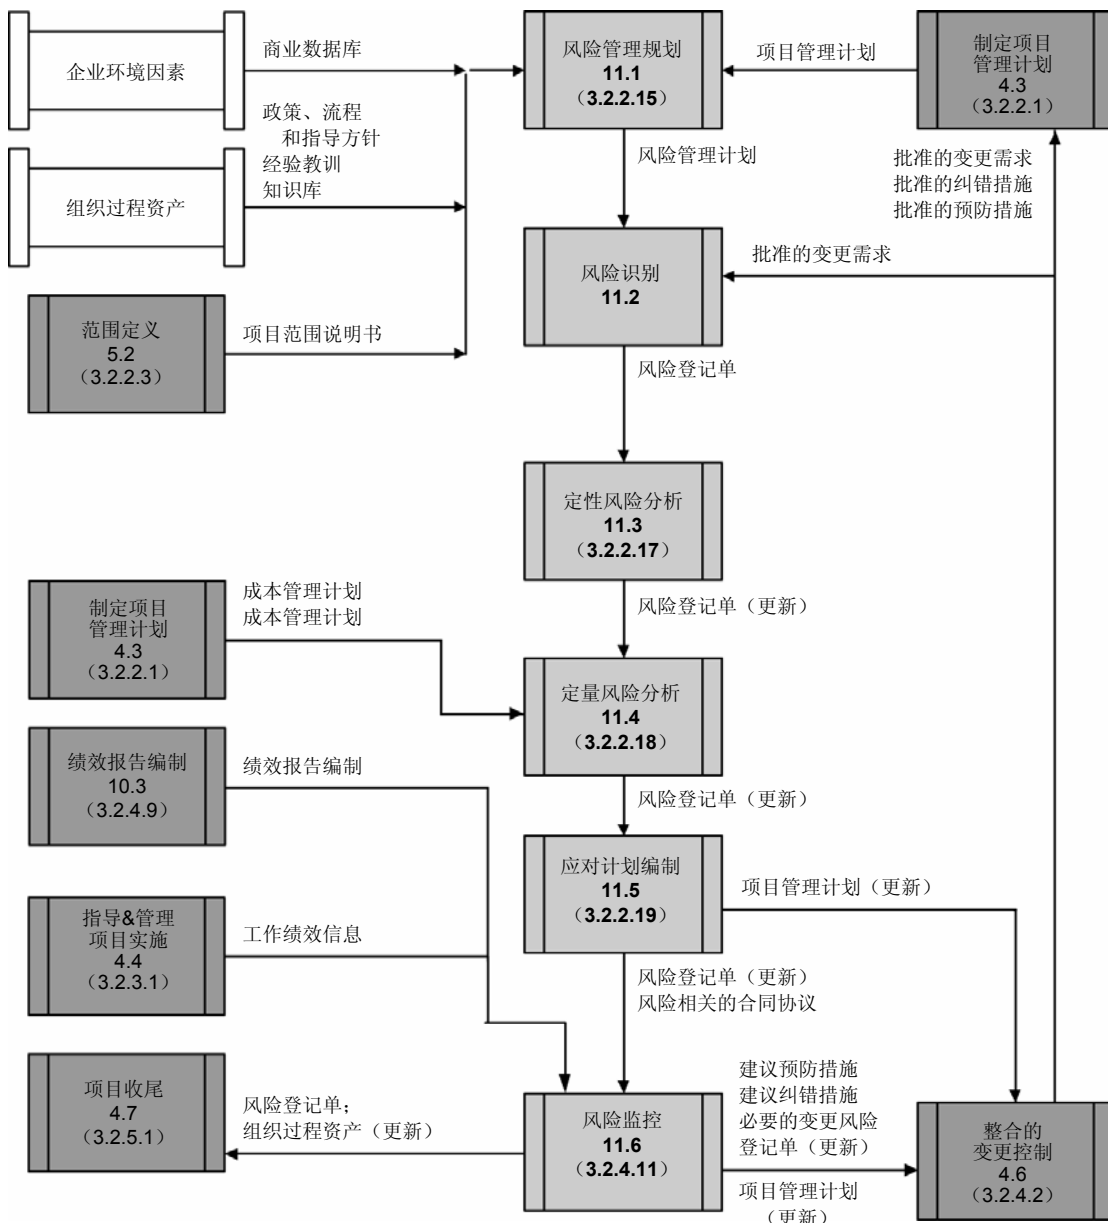 企业环境因素
商业数据库
风险管理规划
11.1
（3.2.2.15）
项目管理计划
制定项目
管理计划
4.3
（3.2.2.1）
政策、流程
和指导方针
经验教训
知识库
组织过程资产
风险管理计划
批准的变更需求
批准的纠错措施
批准的预防措施
风险识别
11.2
批准的变更需求
范围定义
5.2
（3.2.2.3）
项目范围说明书
风险登记单
定性风险分析
11.3
（3.2.2.17）
风险登记单（更新）
制定项目
管理计划
4.3
（3.2.2.1）
成本管理计划
成本管理计划
定量风险分析
11.4
（3.2.2.18）
绩效报告编制
10.3
（3.2.4.9）
绩效报告编制
风险登记单（更新）
应对计划编制
11.5
（3.2.2.19）
项目管理计划（更新）
指导&管理
项目实施
4.4
（3.2.3.1）
工作绩效信息
风险登记单（更新）
风险相关的合同协议
项目收尾
4.7
（3.2.5.1）
风险登记单；
组织过程资产（更新）
风险监控
11.6
（3.2.4.11）
建议预防措施
建议纠错措施
必要的变更风险
登记单（更新）
项目管理计划
（更新）
整合的
变更控制
4.6
（3.2.4.2）